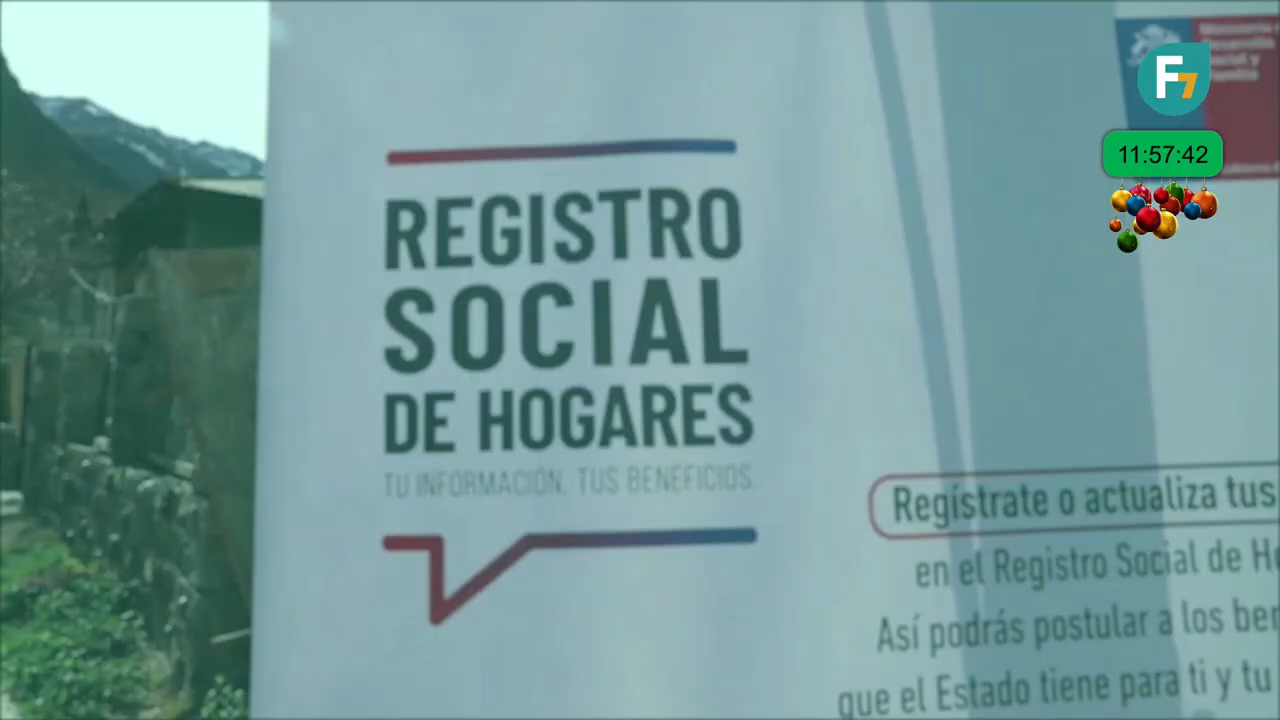 F7
11:57:42
REGISTRO
SOCIAL
DE HOGARES
TU INFORMACIÓN, TUS BENEFICIOS.
Regístrate o actualiza tus
en el Registro Social de
Así podrás postular a los
que el Estado tiene para ti y tu